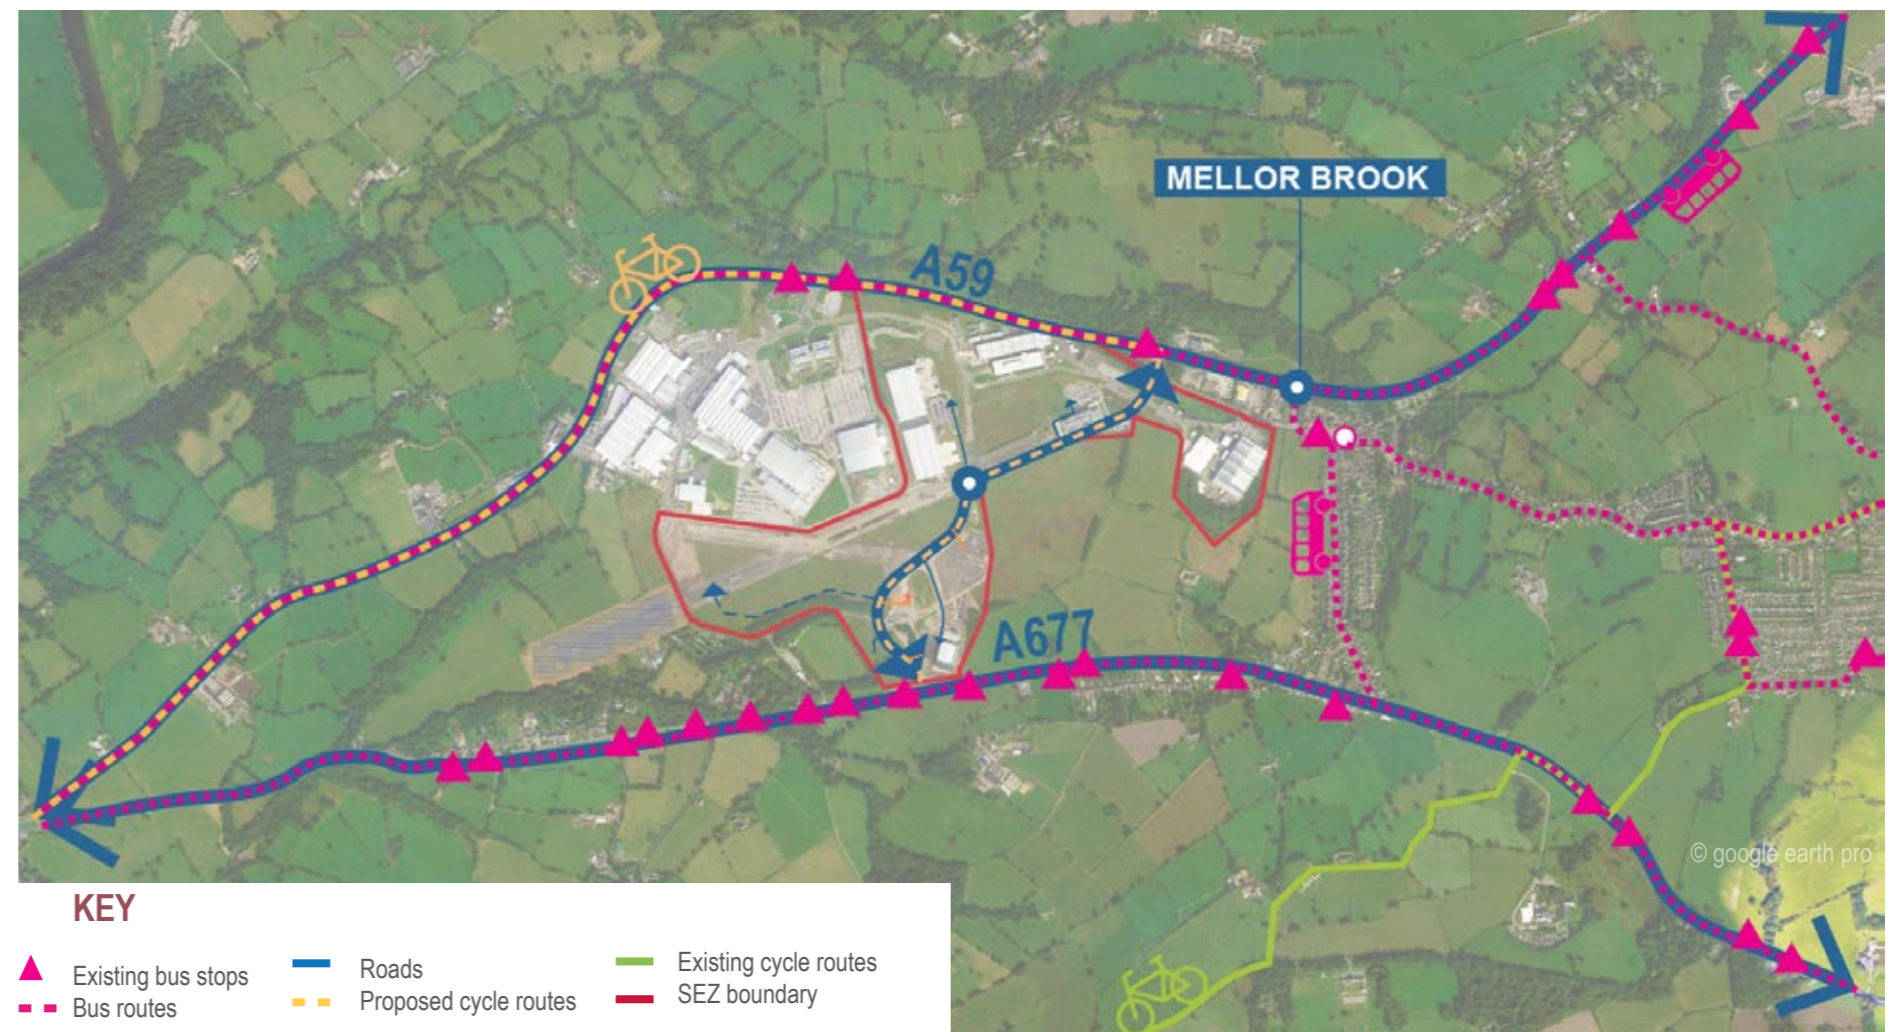 MELLOR BROOK
A59
A677
© google earth pro
KEY
Existing bus stops
Bus routes
Roads
Proposed cycle routes
Existing cycle routes
SEZ boundary